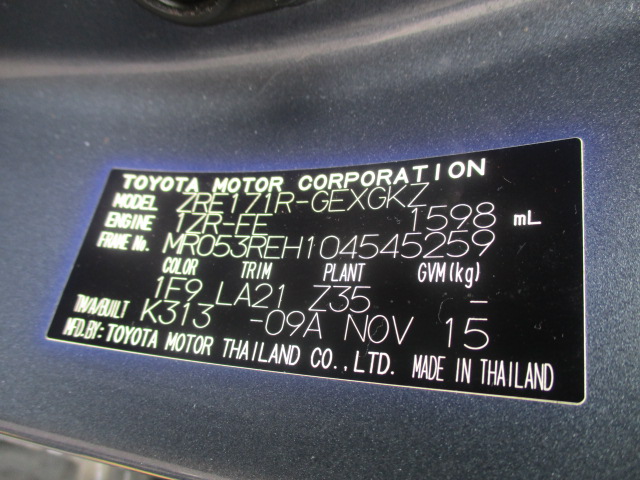 TOYOTA MOTOR CORPORATION
MODEL ZRE171R-GEXGKZ
ENGINE 1ZR-FE 1598 mL
FRAME No. MR053REH104545259
COLOR TRIM PLANT GVM(kg)
1F9 LA21 Z35 -
TM/A/BUILT K313 -09A NOV 15
MFD.BY:TOYOTA MOTOR THAILAND CO.,LTD. MADE IN THAILAND